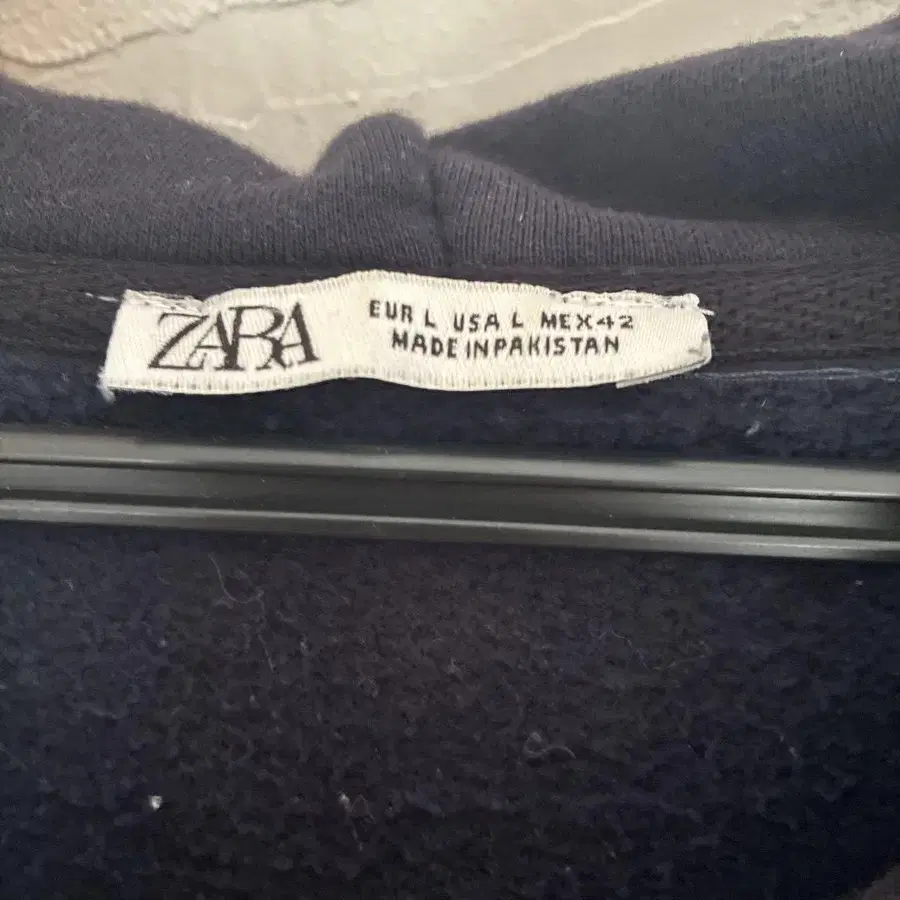 ZARA
EUR L USA L MEX 42
MADE IN PAKISTAN